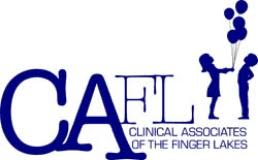 CAFL
CLINICAL ASSOCIATES
OF THE FINGER LAKES